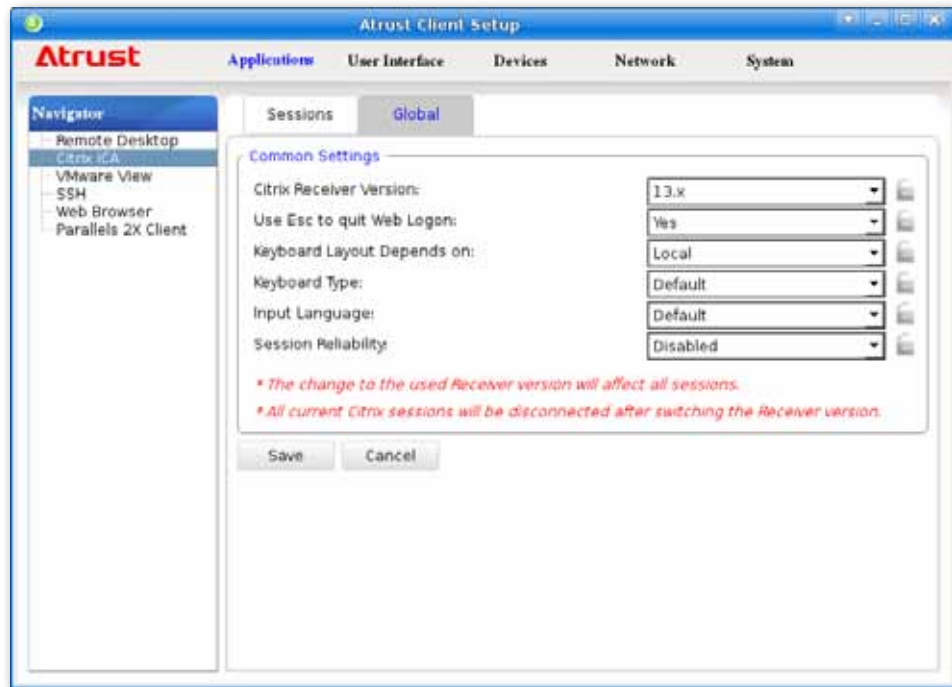 Atrust Client Setup
Atrust
Applications User Interface Devices Network System
Navigator
Remote Desktop
Citrix ICA
VMware View
SSH
Web Browser
Parallels 2X Client
Sessions Global
Common Settings
Citrix Receiver Version: 13.x
Use Esc to quit Web Logon: Yes
Keyboard Layout Depends on: Local
Keyboard Type: Default
Input Language: Default
Session Reliability: Disabled
* The change to the used Receiver version will affect all sessions.
* All current Citrix sessions will be disconnected after switching the Receiver version.
Save Cancel